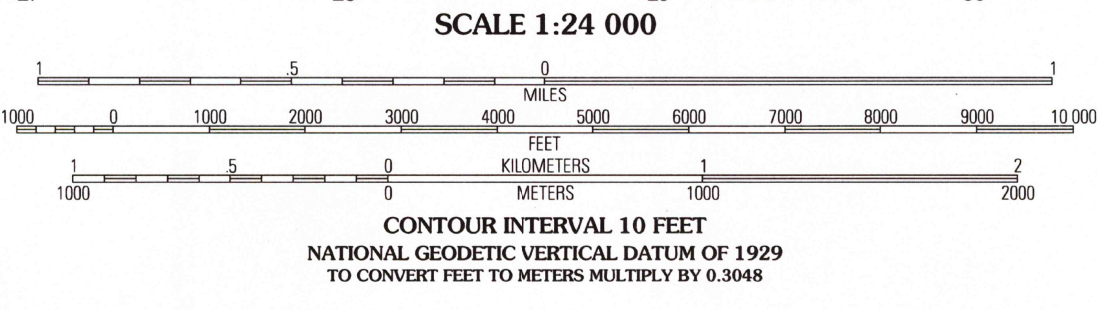 SCALE 1:24 000
1 .5 0 1
MILES
1000 0 1000 2000 3000 4000 5000 6000 7000 8000 9000 10 000
FEET
1 .5 0 KILOMETERS 1 2
1000 0 METERS 1000 2000
CONTOUR INTERVAL 10 FEET
NATIONAL GEODETIC VERTICAL DATUM OF 1929
TO CONVERT FEET TO METERS MULTIPLY BY 0.3048